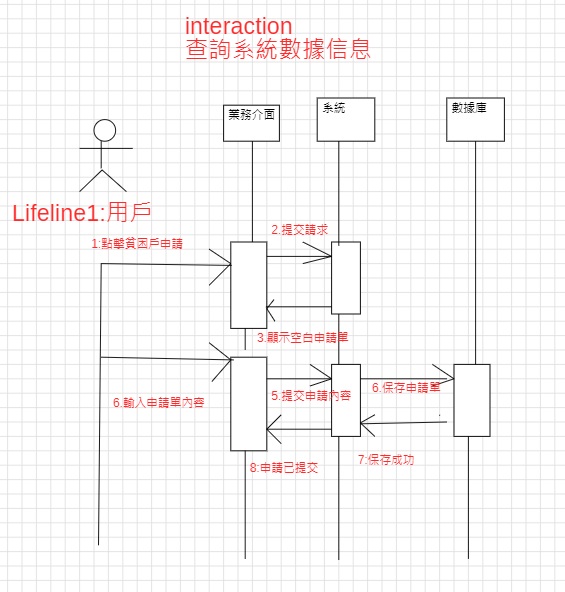 interaction
查詢系統數據信息
業務介面
系統
數據庫
Lifeline1:用戶
1:點擊貧困戶申請
2.提交請求
3.顯示空白申請單
6.輸入申請單內容
5.提交申請內容
6.保存申請單
7:保存成功
8:申請已提交